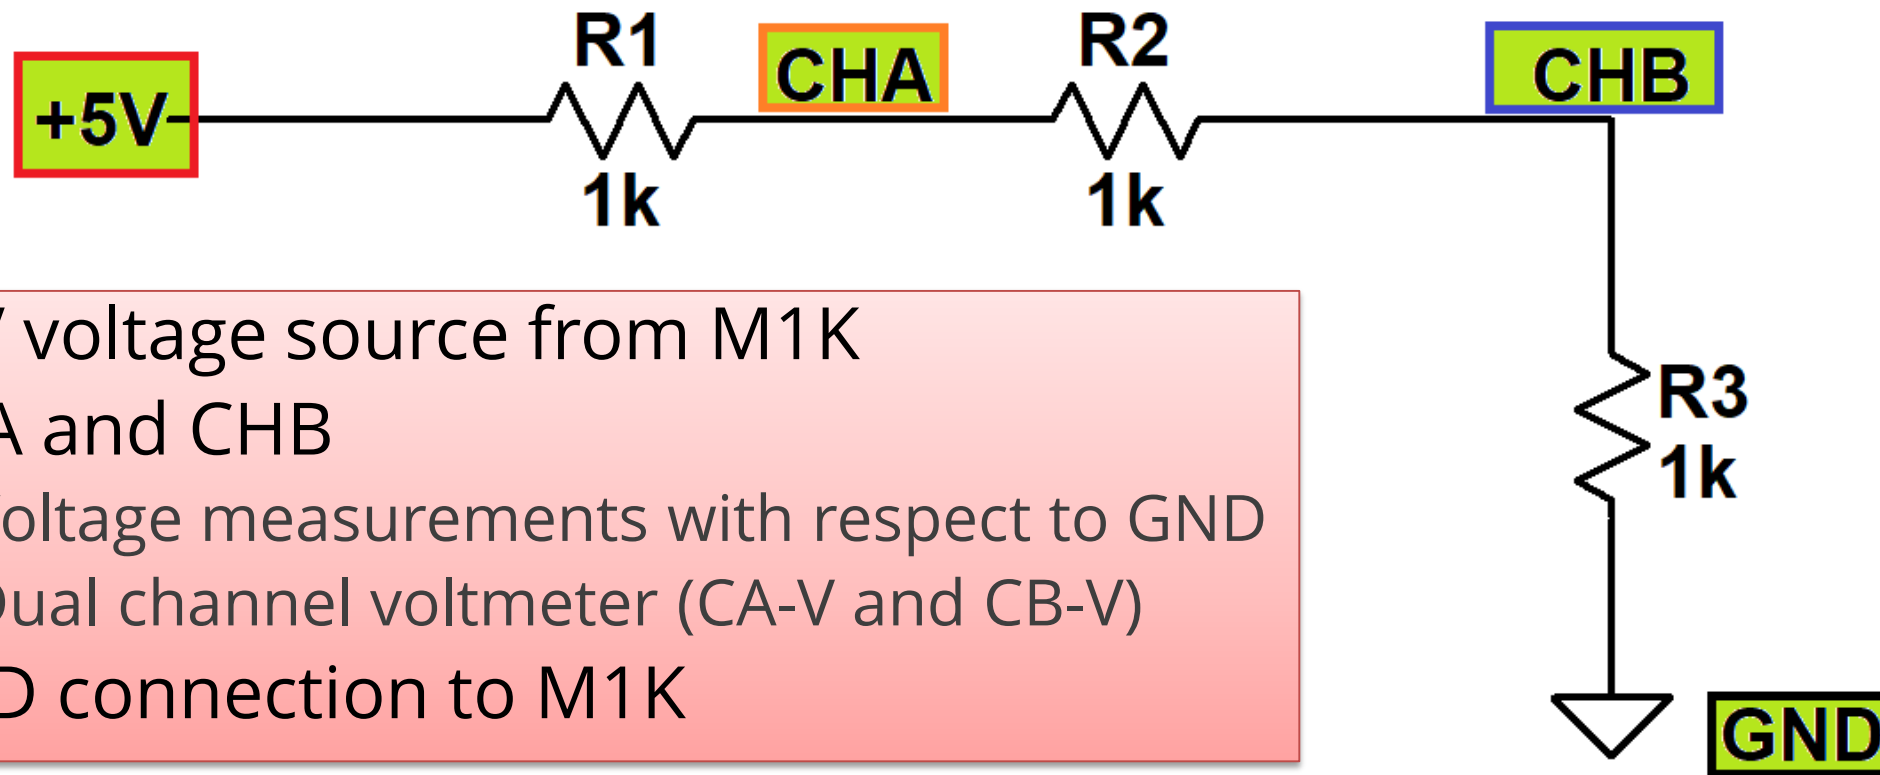 R1 CHA R2 CHB
+5V
1k 1k
voltage source from M1K
A and CHB
R3
1k
oltage measurements with respect to GND
ual channel voltmeter (CA-V and CB-V)
D connection to M1K
GND